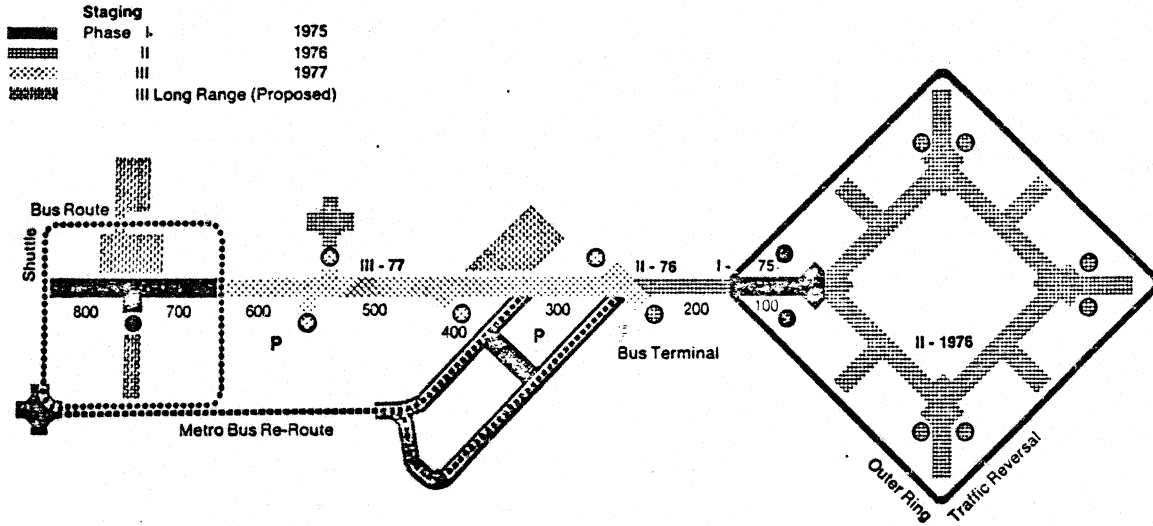 Staging
Phase I- 1975
II 1976
III 1977
III Long Range (Proposed)
Bus Route
Shuttle
III - 77
II - 76
I - 75
800
700
600
500
400
300
200
100
P
P
Bus Terminal
II - 1976
Metro Bus Re-Route
Outer Ring
Traffic Reversal